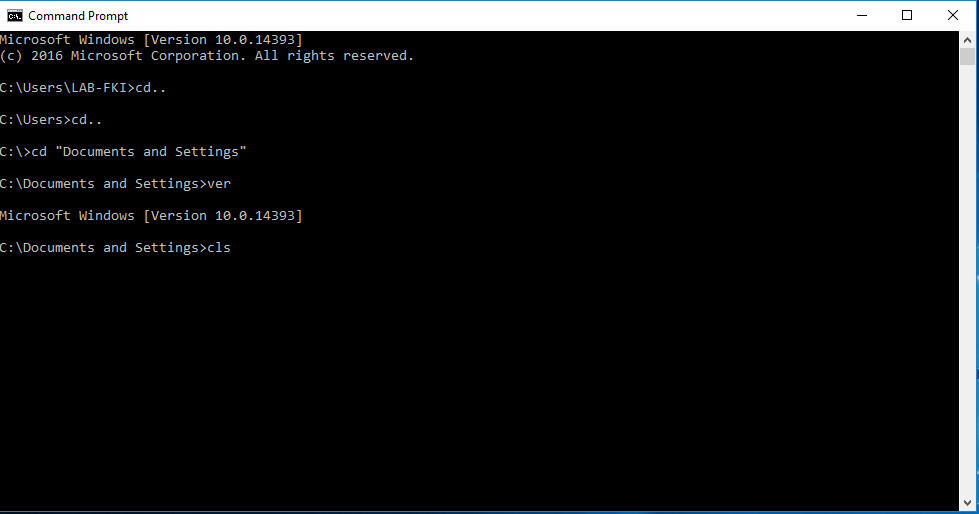 Command Prompt
Microsoft Windows [Version 10.0.14393]
(c) 2016 Microsoft Corporation. All rights reserved.
C:\Users\LAB-FKI>cd..
C:\Users>cd..
C:\>cd "Documents and Settings"
C:\Documents and Settings>ver
Microsoft Windows [Version 10.0.14393]
C:\Documents and Settings>cls